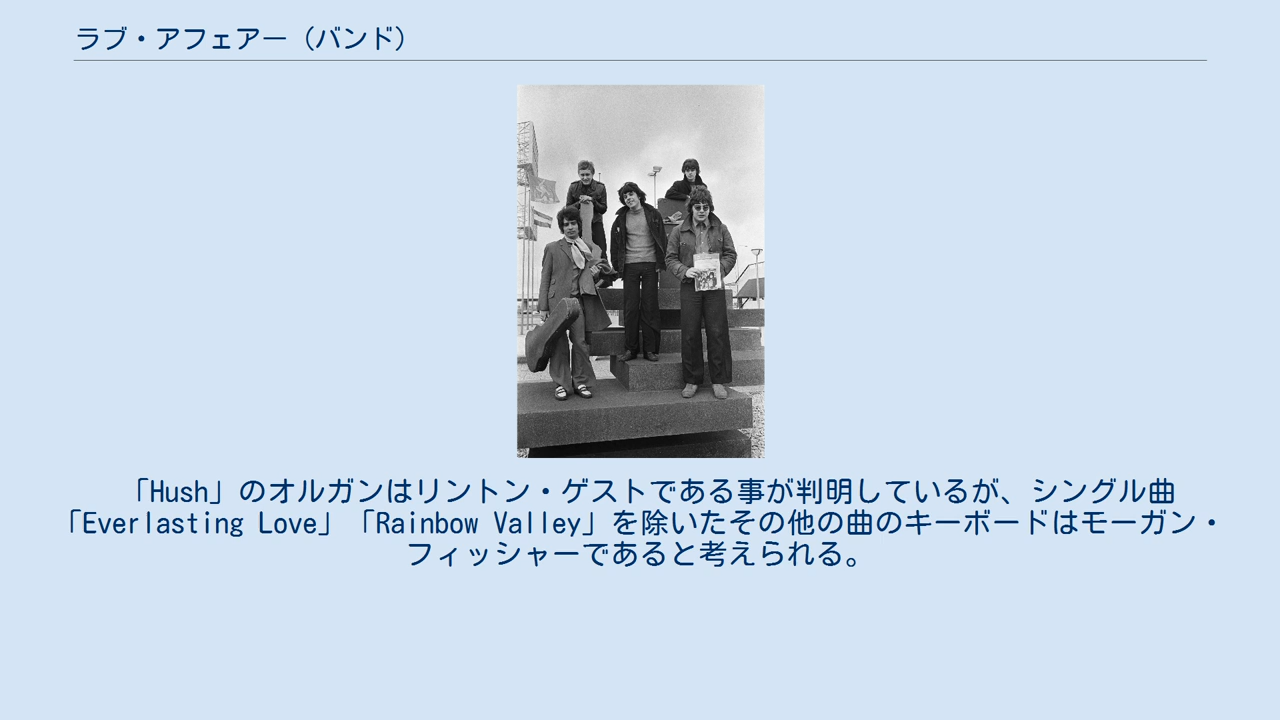 ラブ・アフェアー（バンド）
「Hush」のオルガンはリントン・ゲストである事が判明しているが、シングル曲
「Everlasting Love」「Rainbow Valley」を除いたその他の曲のキーボードはモーガン・
フィッシャーであると考えられる。